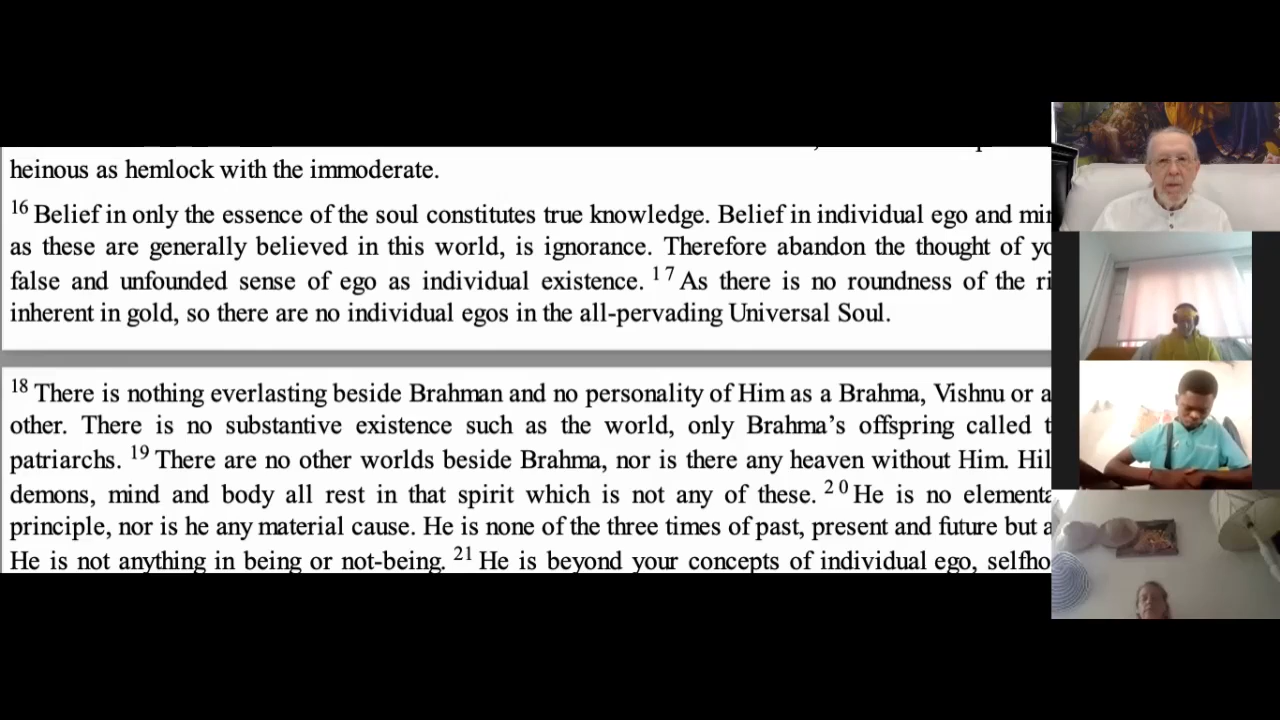 heinous as hemlock with the immoderate.
16 Belief in only the essence of the soul constitutes true knowledge. Belief in individual ego and
as these are generally believed in this world, is ignorance. Therefore abandon the thought of
false and unfounded sense of ego as individual existence. 17 As there is no roundness of the
inherent in gold, so there are no individual egos in the all-pervading Universal Soul.
18 There is nothing everlasting beside Brahman and no personality of Him as a Brahma, Vishnu or
other. There is no substantive existence such as the world, only Brahma’s offspring called
patriarchs. 19 There are no other worlds beside Brahma, nor is there any heaven without Him.
demons, mind and body all rest in that spirit which is not any of these. 20 He is no
principle, nor is he any material cause. He is none of the three times of past, present and future but
He is not anything in being or not-being. 21 He is beyond your concepts of individual ego,